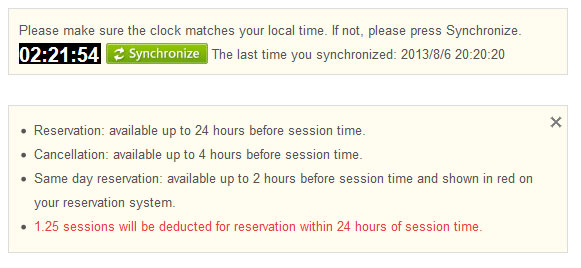 Please make sure the clock matches your local time. If not, please press Synchronize.
02:21:54 Synchronize The last time you synchronized: 2013/8/6 20:20:20
Reservation: available up to 24 hours before session time.
Cancellation: available up to 4 hours before session time.
Same day reservation: available up to 2 hours before session time and shown in red on
your reservation system.
1.25 sessions will be deducted for reservation within 24 hours of session time.